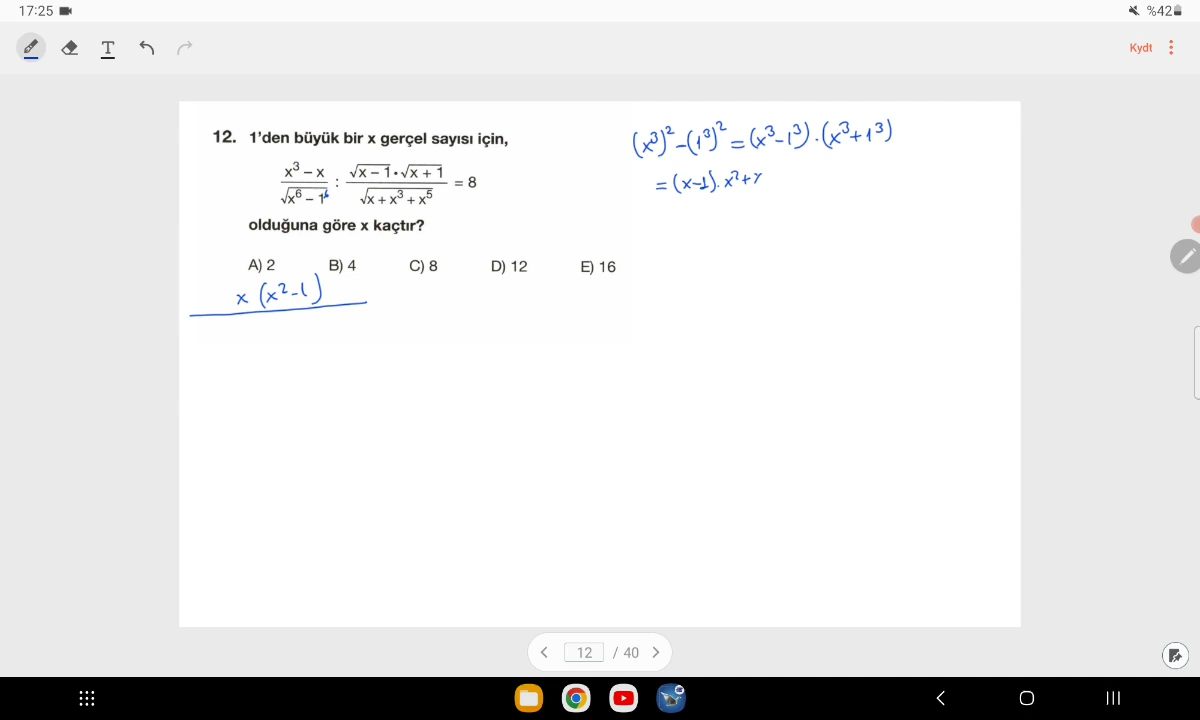 17:25
%42
T
Kydt
12. 1'den büyük bir x gerçel sayısı için,
(x³)² - (1³)² = (x³ - 1³) · (x³ + 1³)
= (x-1). x² + x
x³ – x / √x⁶ – 1⁶ : √x – 1 • √x + 1 / √x + x³ + x⁵ = 8
olduğuna göre x kaçtır?
A) 2 B) 4 C) 8 D) 12 E) 16
x (x² - 1)
12 / 40